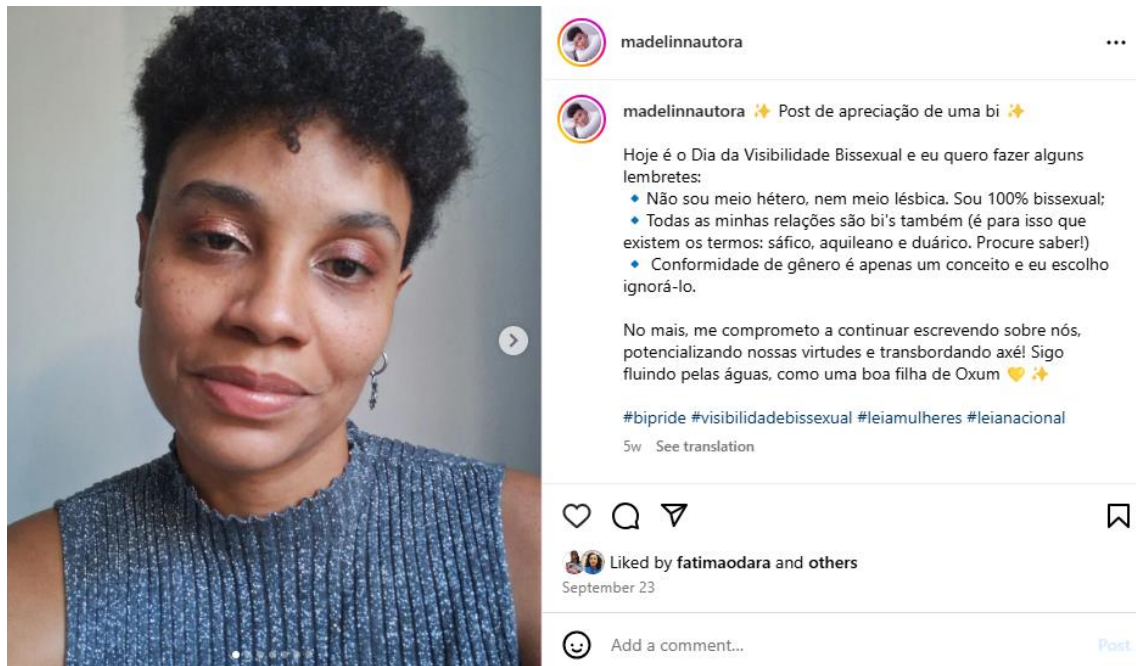 madelinnautora
madelinnautora ✨ Post de apreciação de uma bi ✨
Hoje é o Dia da Visibilidade Bissexual e eu quero fazer alguns
lembretes:
🔹 Não sou meio hétero, nem meio lésbica. Sou 100% bissexual;
🔹 Todas as minhas relações são bi's também (é para isso que
existem os termos: sáfico, aquileano e duárico. Procure saber!)
🔹 Conformidade de gênero é apenas um conceito e eu escolho
ignorá-lo.
No mais, me comprometo a continuar escrevendo sobre nós,
potencializando nossas virtudes e transbordando axé! Sigo
fluindo pelas águas, como uma boa filha de Oxum 💛 ✨
#bipride #visibilidadebissexual #leiamulheres #leianacional
5w See translation
Liked by fatimaodara and others
September 23
Add a comment... Post